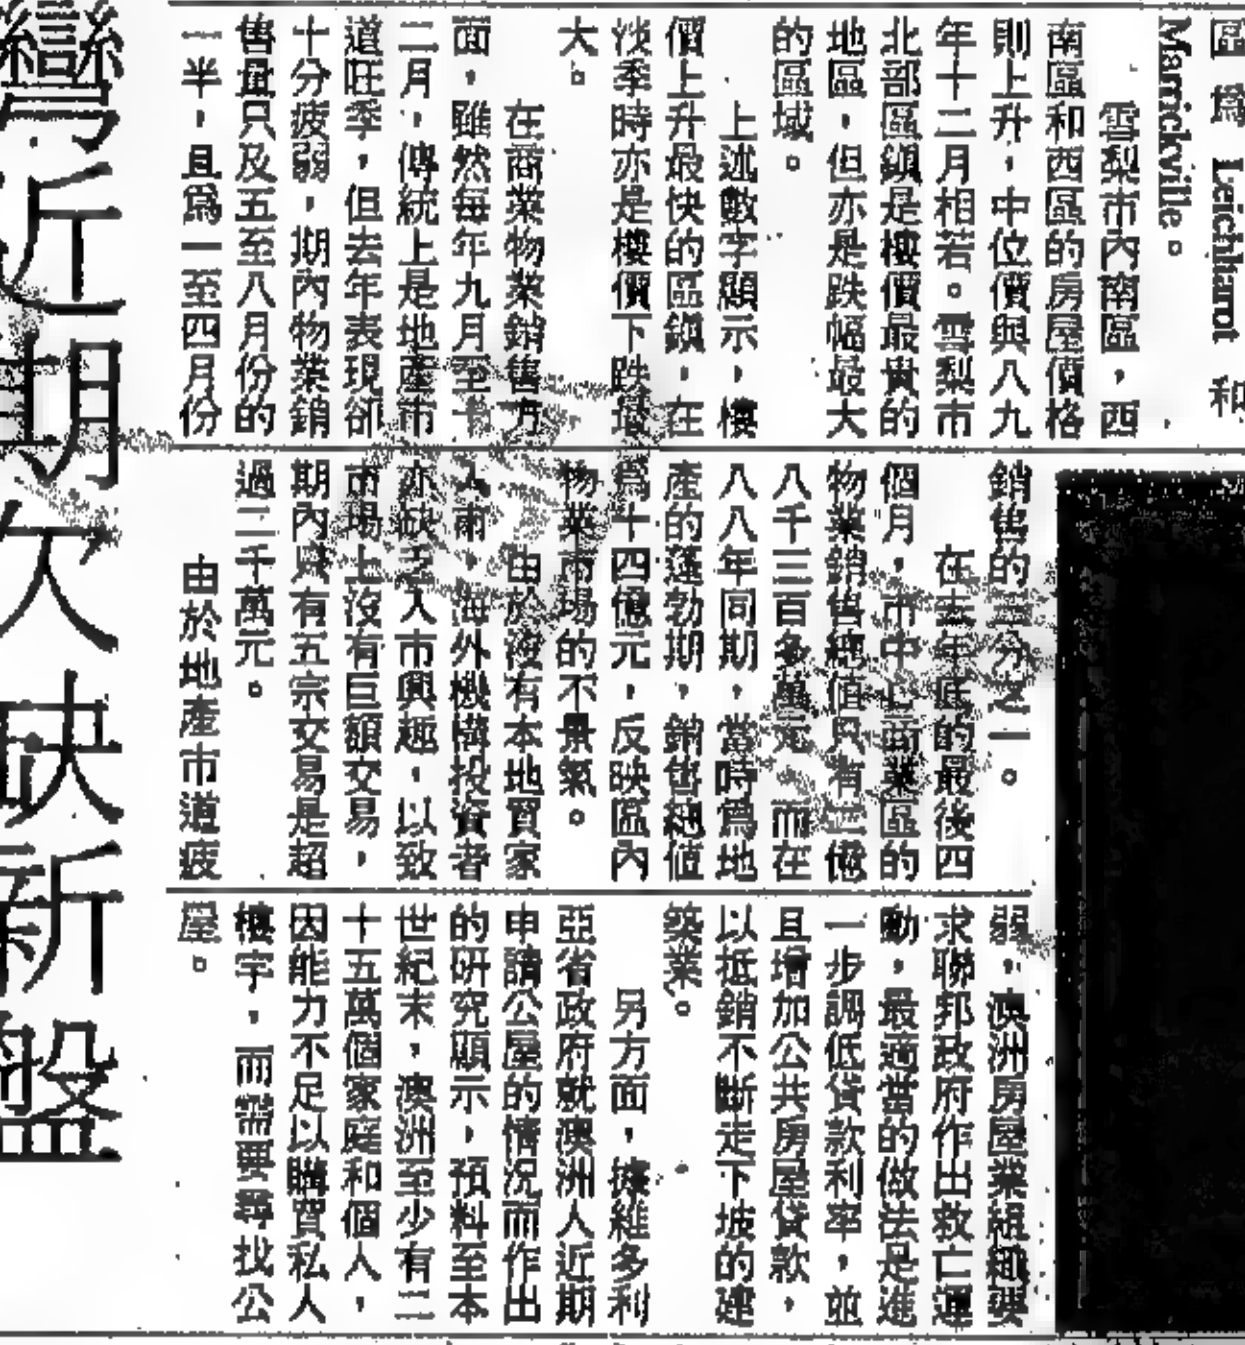 區為 Leichharot 和
Marrickville。
雪梨市內南區，西
南區和西區的房屋價格
則上升，中位價與八九
年十二月相若。雪梨市
北部區鎮是樓價最貴的
地區，但亦是跌幅最大
的區域。
上述數字顯示，樓
價上升最快的區鎮，在
淡季時亦是樓價下跌最
大。
在商業物業銷售方
面，雖然每年九月至十
二月，傳統上是地產市
道旺季，但去年表現卻
十分疲弱，期內物業銷
售量只及五至八月份的
一半，且為一至四月份
銷售的三分之一。
在去年底的最後四
個月，市中心商業區的
物業銷售總值只有三億
八千三百多萬元，而在
八八年同期，當時為地
產的蓬勃期，銷售總值
為十四億元，反映區內
物業市場的不景氣。
由於沒有本地買家
入市，海外機構投資者
亦缺乏入市興趣，以致
市場上沒有巨額交易，
期內只有五宗交易是超
過二千萬元。
由於地產市道疲
弱，澳洲房屋業組織要
求聯邦政府作出救亡運
動，最適當的做法是進
一步調低貸款利率，並
且增加公共房屋貸款，
以抵銷不斷走下坡的建
築業。
另方面，據維多利
亞省政府就澳洲人近期
申請公屋的情況而作出
的研究顯示，預料至本
世紀末，澳洲至少有二
十五萬個家庭和個人，
因能力不足以購買私人
樓宇，而需要尋找公
屋。
灣近期欠缺新盤